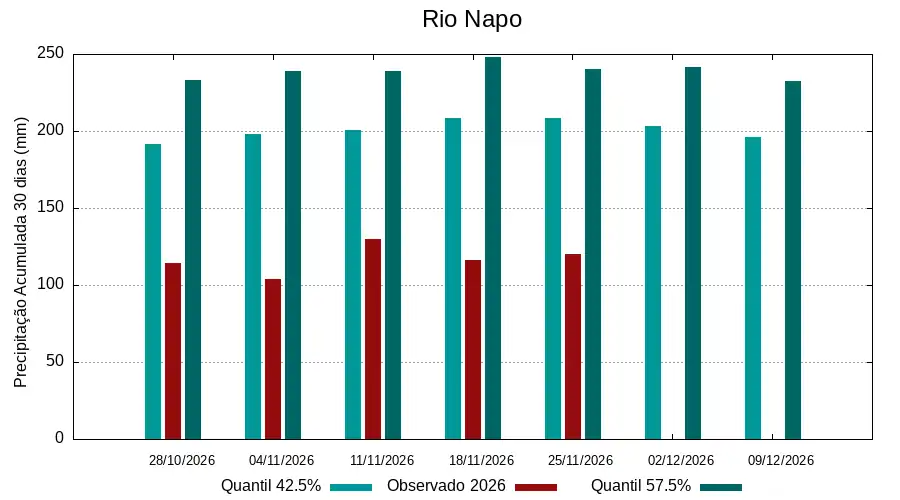 Rio Napo
Precipitação Acumulada 30 dias (mm)
250
200
150
100
50
0
28/10/2026 04/11/2026 11/11/2026 18/11/2026 25/11/2026 02/12/2026 09/12/2026
Quantil 42.5% Observado 2026 Quantil 57.5%